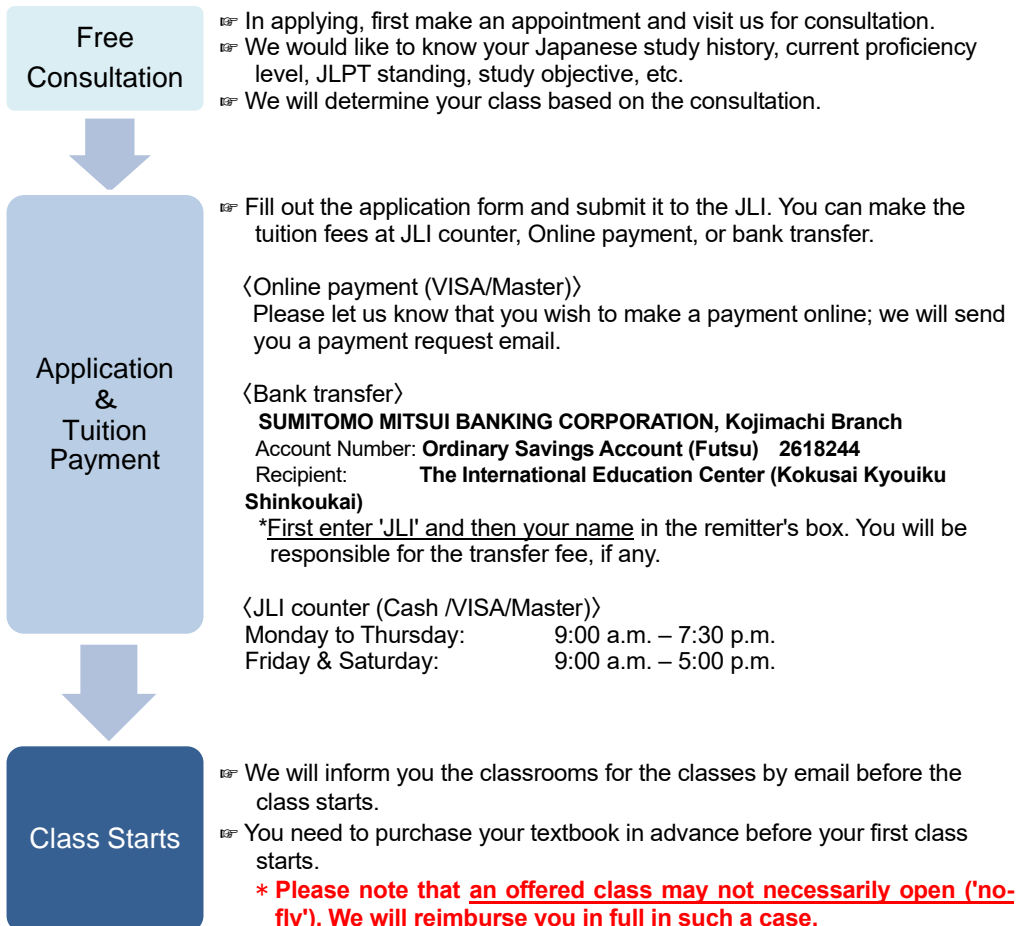 Free
Consultation
☞ In applying, first make an appointment and visit us for consultation.
☞ We would like to know your Japanese study history, current proficiency
level, JLPT standing, study objective, etc.
☞ We will determine your class based on the consultation.
Application
&
Tuition
Payment
☞ Fill out the application form and submit it to the JLI. You can make the
tuition fees at JLI counter, Online payment, or bank transfer.
〈Online payment (VISA/Master)〉
Please let us know that you wish to make a payment online; we will send
you a payment request email.
〈Bank transfer〉
SUMITOMO MITSUI BANKING CORPORATION, Kojimachi Branch
Account Number: Ordinary Savings Account (Futsu) 2618244
Recipient: The International Education Center (Kokusai Kyouiku
Shinkoukai)
*First enter 'JLI' and then your name in the remitter's box. You will be
responsible for the transfer fee, if any.
〈JLI counter (Cash /VISA/Master)〉
Monday to Thursday: 9:00 a.m. – 7:30 p.m.
Friday & Saturday: 9:00 a.m. – 5:00 p.m.
Class Starts
☞ We will inform you the classrooms for the classes by email before the
class starts.
☞ You need to purchase your textbook in advance before your first class
starts.
* Please note that an offered class may not necessarily open ('no-
fly'). We will reimburse you in full in such a case.